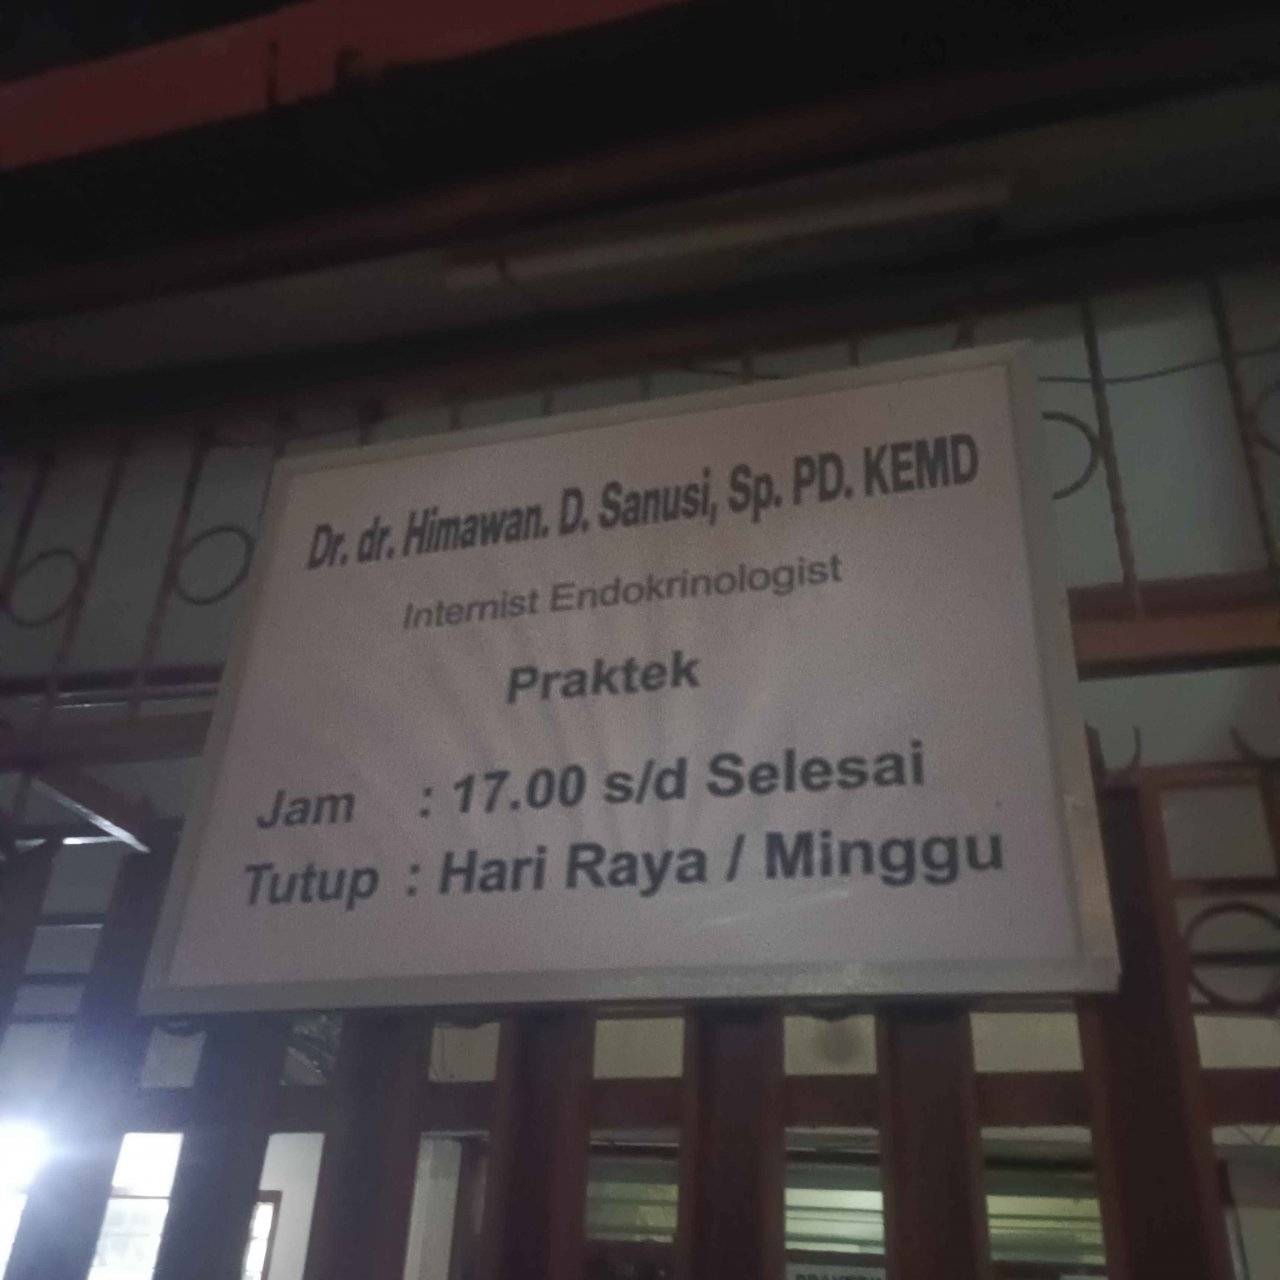 Dr. dr. Himawan. D. Sanusi, Sp. PD. KEMD
Internist Endokrinologist
Praktek
Jam : 17.00 s/d Selesai
Tutup : Hari Raya / Minggu